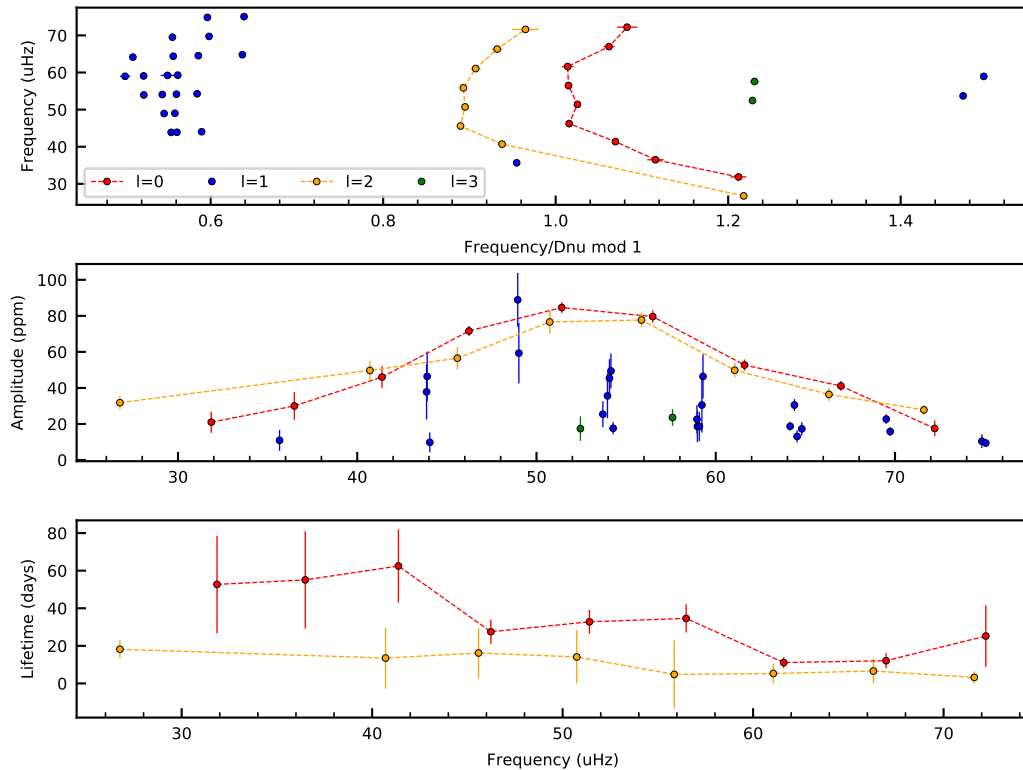 70
60
50
40
30
Frequency (uHz)
l=0 l=1 l=2 l=3
0.6 0.8 1.0 1.2 1.4
Frequency/Dnu mod 1
100
80
60
40
20
0
Amplitude (ppm)
30 40 50 60 70
80
60
40
20
0
Lifetime (days)
30 40 50 60 70
Frequency (uHz)